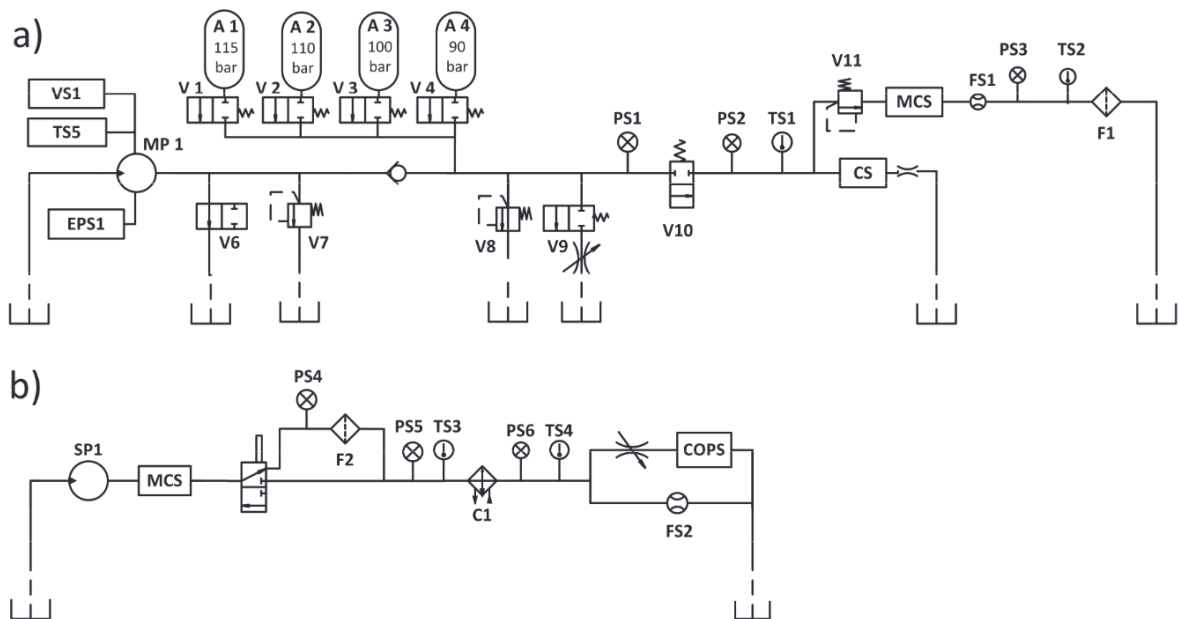 a)
A 1 A 2 A 3 A 4
115 110 100 90
bar bar bar bar
V 1 V 2 V 3 V 4
VS1
TS5
MP 1
EPS1
V6
V7
V8
V9
PS1
V10
PS2
TS1
V11
MCS
FS1
PS3
TS2
F1
CS
b)
SP1
MCS
PS4
F2
PS5
TS3
C1
PS6
TS4
COPS
FS2